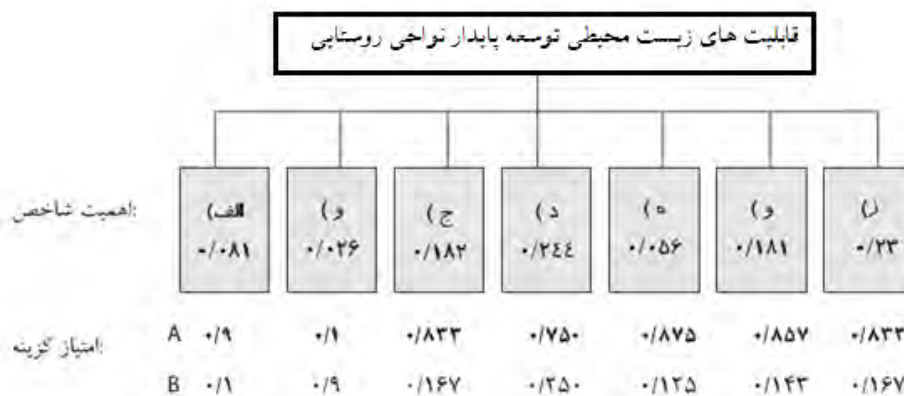 قابلیت های زیست محیطی توسعه پایدار نواحی روستایی
اهمیت شاخص:
الف) و) ج) د) ه) و) ز)
۰/۰۸۱ ۰/۰۲۶ ۰/۱۸۲ ۰/۲٤٤ ۰/۰۵۶ ۰/۱۸۱ ۰/۲۳
امتیاز گزینه:
A ۰/۹ ۰/۱ ۰/۸۳۳ ۰/۷۵۰ ۰/۸۷۵ ۰/۸۵۷ ۰/۸۳۳
B ۰/۱ ۰/۹ ۰/۱۶۷ ۰/۲۵۰ ۰/۱۲۵ ۰/۱۴۳ ۰/۱۶۷